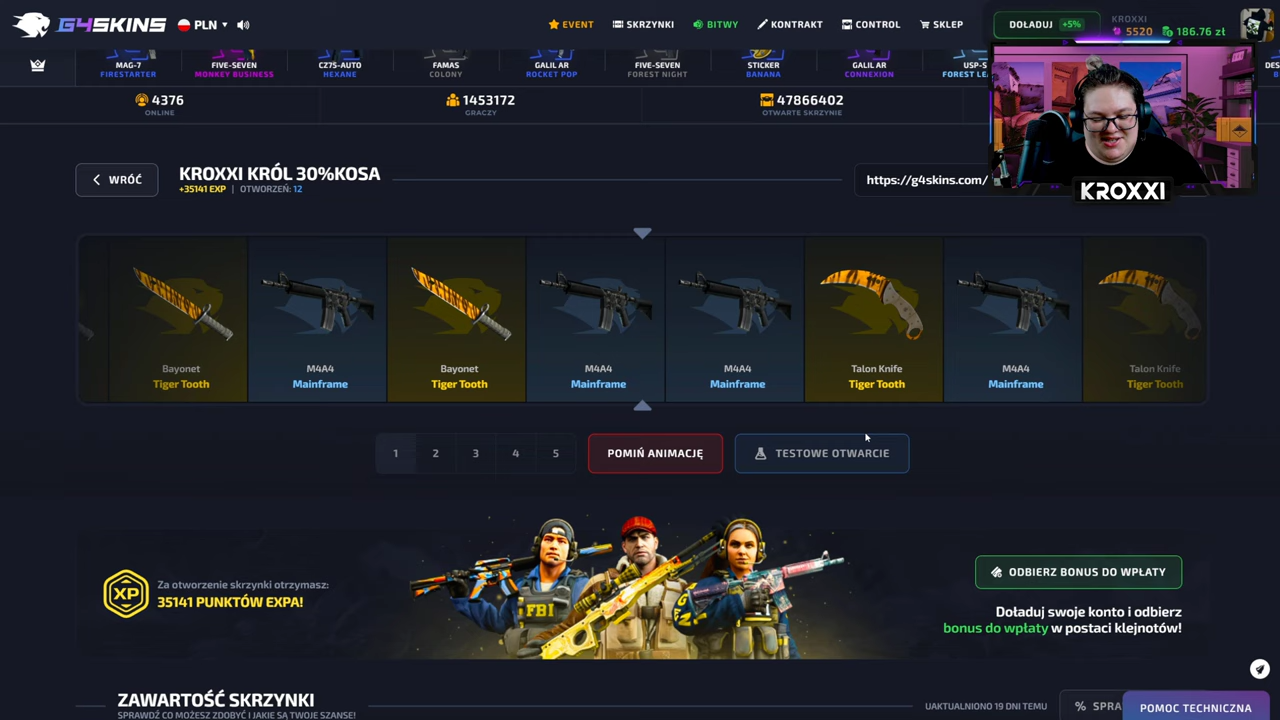 G4SKINS PLN EVENT SKRZYNKI BITWY KONTRAKT CONTROL SKLEP DOŁADUJ +5% KROXXI
5520 186.76 zł
MAG-7 FIVE-SEVEN CZ75-AUTO FAMAS GALIL AR FIVE-SEVEN STICKER GALIL AR USP-S
FIRESTARTER MONKEY BUSINESS HEXANE COLONY ROCKET POP FOREST NIGHT BANANA CONNEXION FOREST LEA
4376 1453172 47866402
ONLINE GRACZY OTWARTE SKRZYNIE
WRÓĆ KROXXI KRÓL 30%KOSA https://g4skins.com/
+35141 EXP | OTWORZEŃ: 12
KROXXI
Bayonet M4A4 Bayonet M4A4 M4A4 Talon Knife M4A4 Talon Knife
Tiger Tooth Mainframe Tiger Tooth Mainframe Mainframe Tiger Tooth Mainframe Tiger Tooth
1 2 3 4 5 POMIŃ ANIMACJĘ TESTOWE OTWARCIE
XP Za otworzenie skrzynki otrzymasz:
35141 PUNKTÓW EXPA!
FBI
ODBIERZ BONUS DO WPŁATY
Doładuj swoje konto i odbierz
bonus do wpłaty w postaci klejnotów!
ZAWARTOŚĆ SKRZYNKI
SPRAWDŹ CO MOŻESZ ZDOBYĆ I JAKIE SĄ TWOJE SZANSE!
UAKTUALNIONO 19 DNI TEMU % SPRA POMOC TECHNICZNA